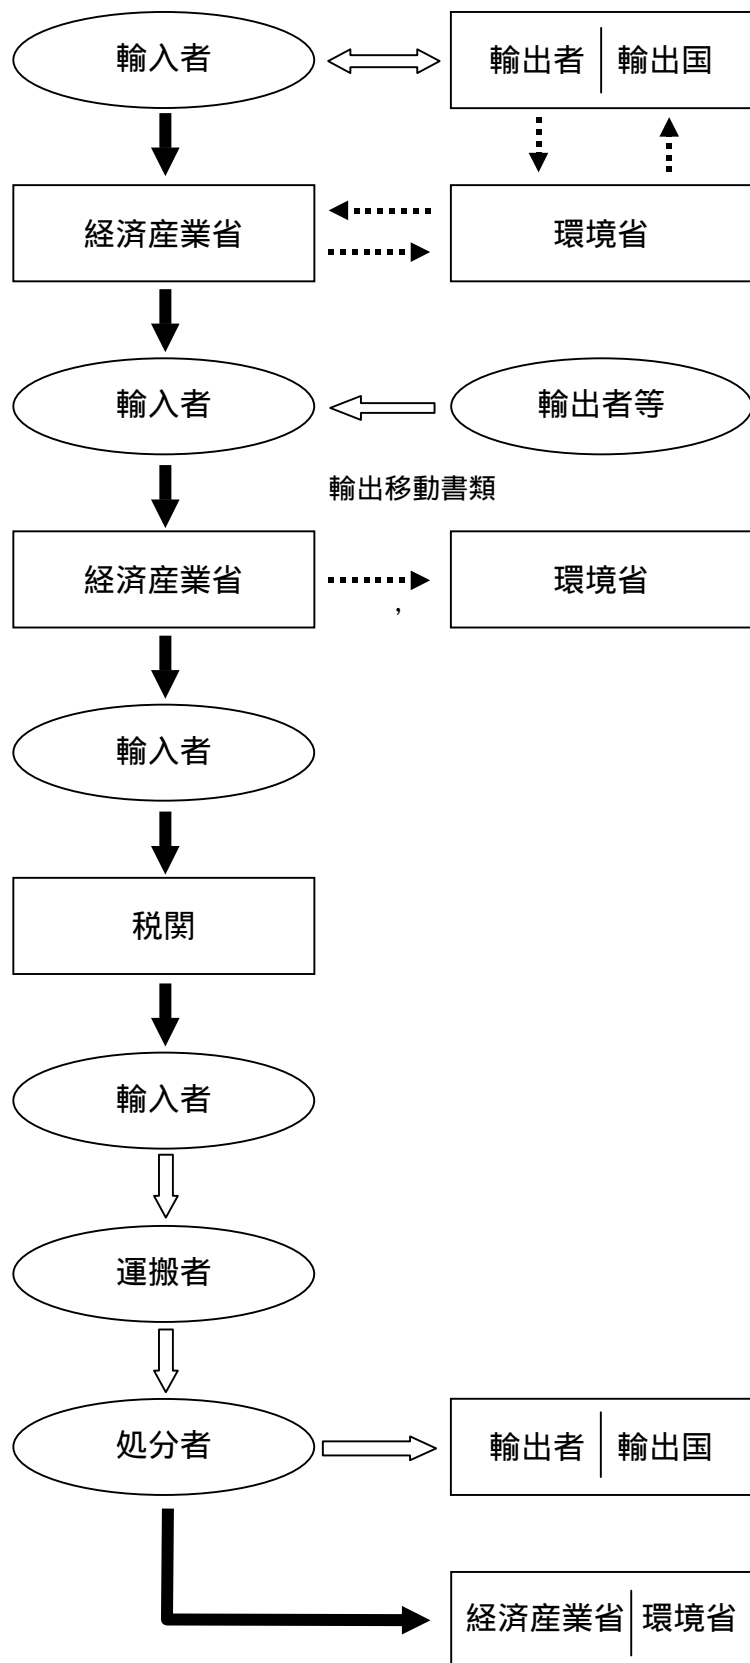 輸入者
輸出者 輸出国
経済産業省
環境省
輸入者
輸出者等
輸出移動書類
経済産業省
環境省
,
輸入者
税関
輸入者
運搬者
処分者
輸出者 輸出国
経済産業省 環境省